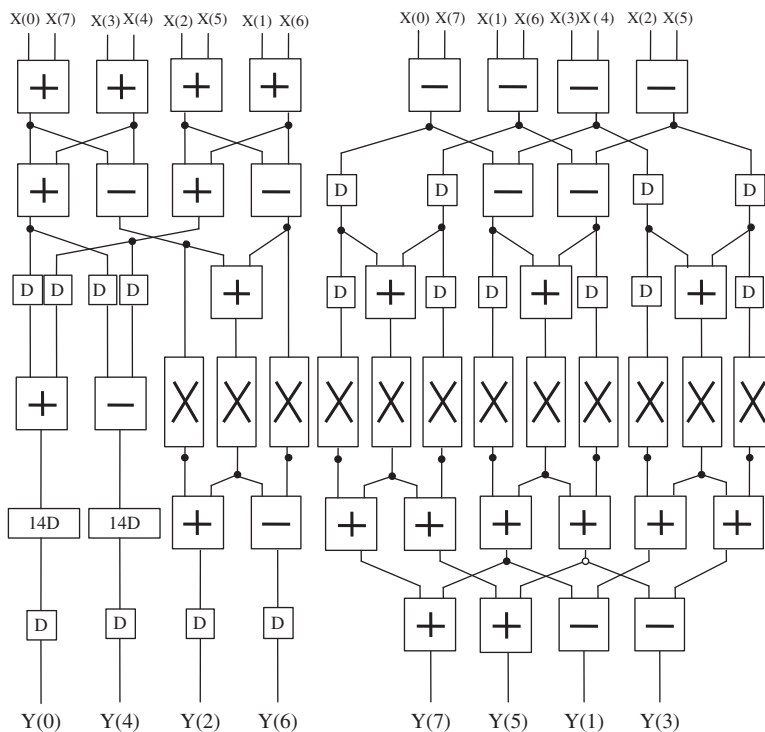 X(0) X(7) X(3) X(4) X(2) X(5) X(1) X(6) X(0) X(7) X(1) X(6) X(3) X(4) X(2) X(5)
+ + + + − − − −
+ − + − D D − − D D
D D D D + D + D D + D D + D
+ −
14D 14D + − + + + + + +
D D D D + + − −
Y(0) Y(4) Y(2) Y(6) Y(7) Y(5) Y(1) Y(3)